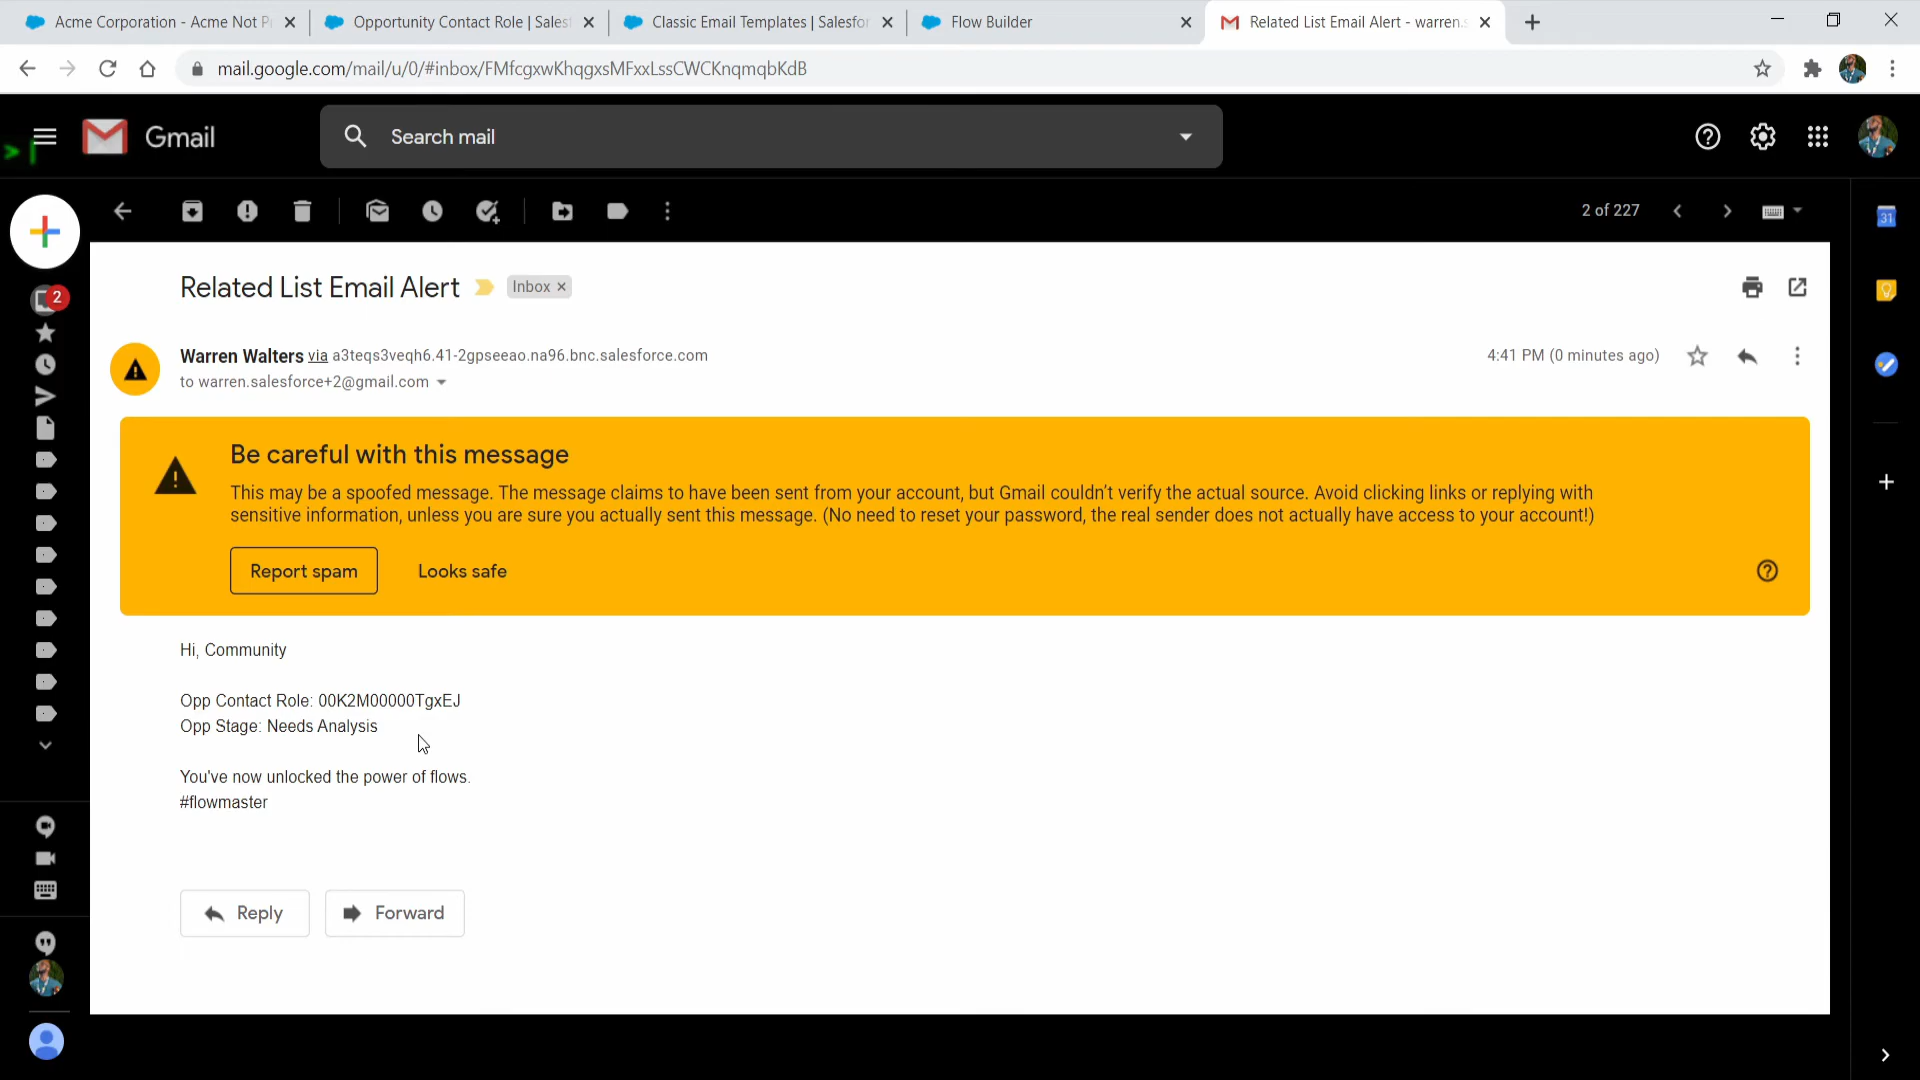 Acme Corporation - Acme Not P
Opportunity Contact Role | Sales
Classic Email Templates | Salesfor
Flow Builder
Related List Email Alert - warren.s
mail.google.com/mail/u/0/#inbox/FMfcgxwKhqgxsMFxxLssCWCKnqmqbKdB
Gmail
Search mail
2 of 227
31
2
Related List Email Alert
Inbox x
Warren Walters via a3teqs3veqh6.41-2gpseeao.na96.bnc.salesforce.com
4:41 PM (0 minutes ago)
to warren.salesforce+2@gmail.com
Be careful with this message
This may be a spoofed message. The message claims to have been sent from your account, but Gmail couldn't verify the actual source. Avoid clicking links or replying with
sensitive information, unless you are sure you actually sent this message. (No need to reset your password, the real sender does not actually have access to your account!)
Report spam
Looks safe
Hi, Community
Opp Contact Role: 00K2M00000TgxEJ
Opp Stage: Needs Analysis
You've now unlocked the power of flows.
#flowmaster
Reply
Forward